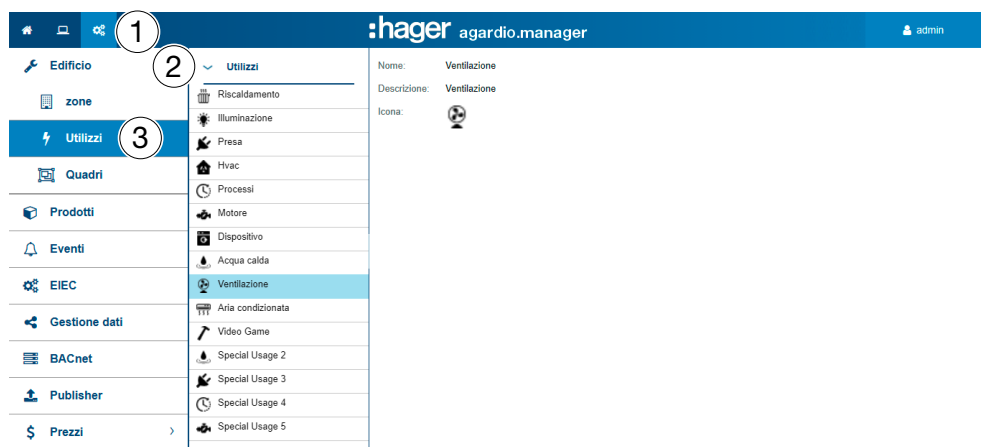 1
:hager agardio.manager
admin
Edificio
zone
Utilizzi
3
Quadri
Prodotti
Eventi
EIEC
Gestione dati
BACnet
Publisher
Prezzi
2
Utilizzi
Riscaldamento
Illuminazione
Presa
Hvac
Processi
Motore
Dispositivo
Acqua calda
Ventilazione
Aria condizionata
Video Game
Special Usage 2
Special Usage 3
Special Usage 4
Special Usage 5
Nome: Ventilazione
Descrizione: Ventilazione
Icona: